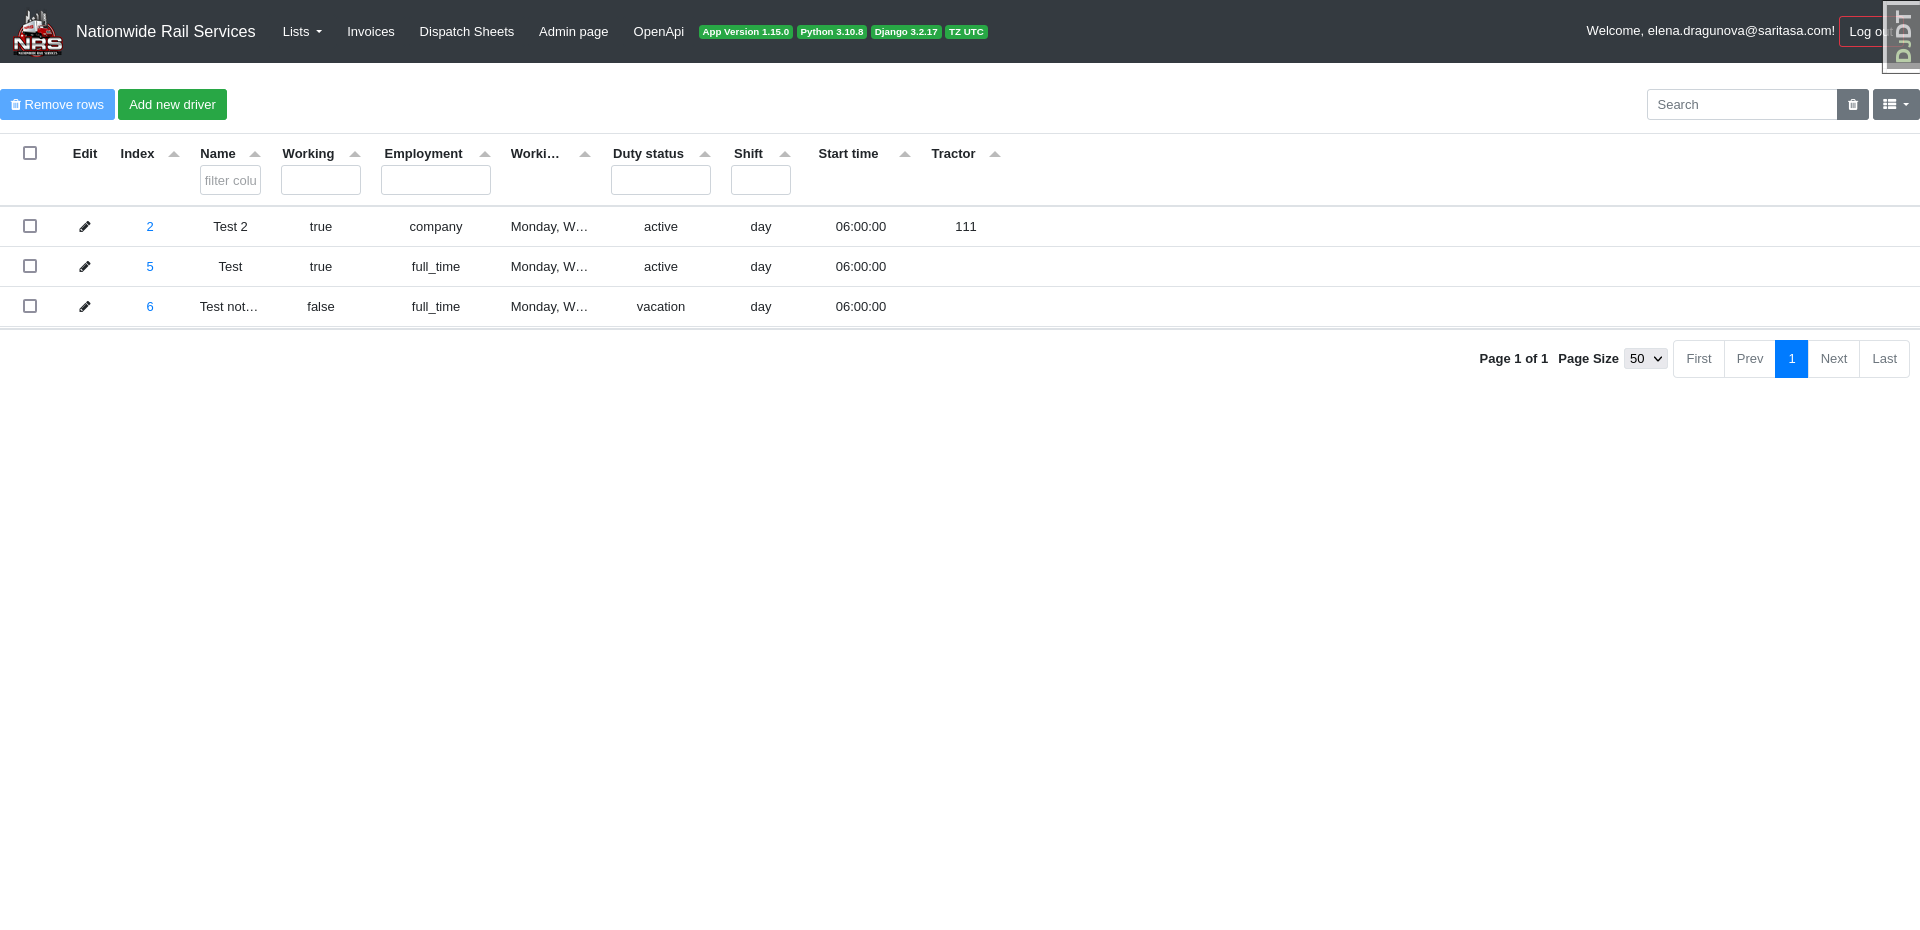 NRS
Nationwide Rail Services Lists Invoices Dispatch Sheets Admin page OpenApi App Version 1.15.0 Python 3.10.8 Django 3.2.17 TZ UTC Welcome, elena.dragunova@saritasa.com! Log out
DjDT
Remove rows Add new driver Search
Edit Index Name Working Employment Worki… Duty status Shift Start time Tractor
filter colu
2 Test 2 true company Monday, W… active day 06:00:00 111
5 Test true full_time Monday, W… active day 06:00:00
6 Test not… false full_time Monday, W… vacation day 06:00:00
Page 1 of 1 Page Size 50 First Prev 1 Next Last